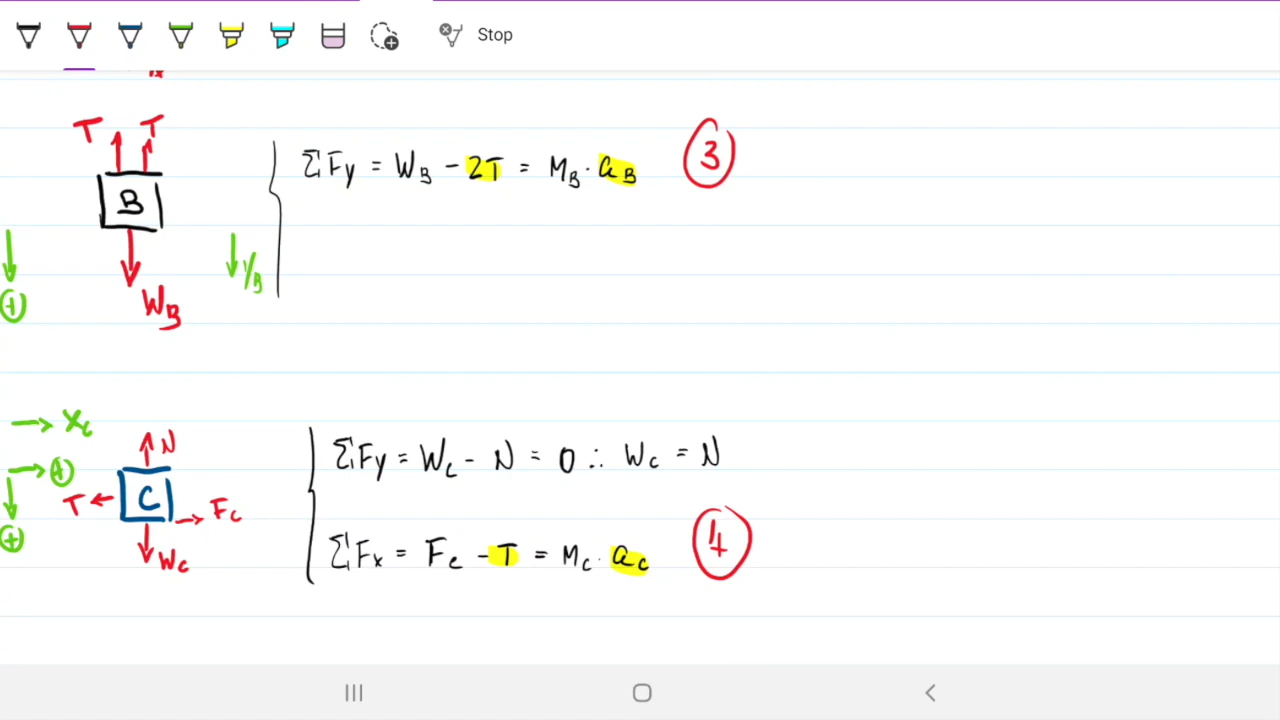 Stop
T T
B
W_B
Y_B
+
ΣFy = W_B - 2T = M_B · a_B
3
X_C
+
+
N
T
C
F_C
W_C
ΣFy = W_C - N = 0 ∴ W_C = N
ΣFx = F_C - T = M_C · a_C
4